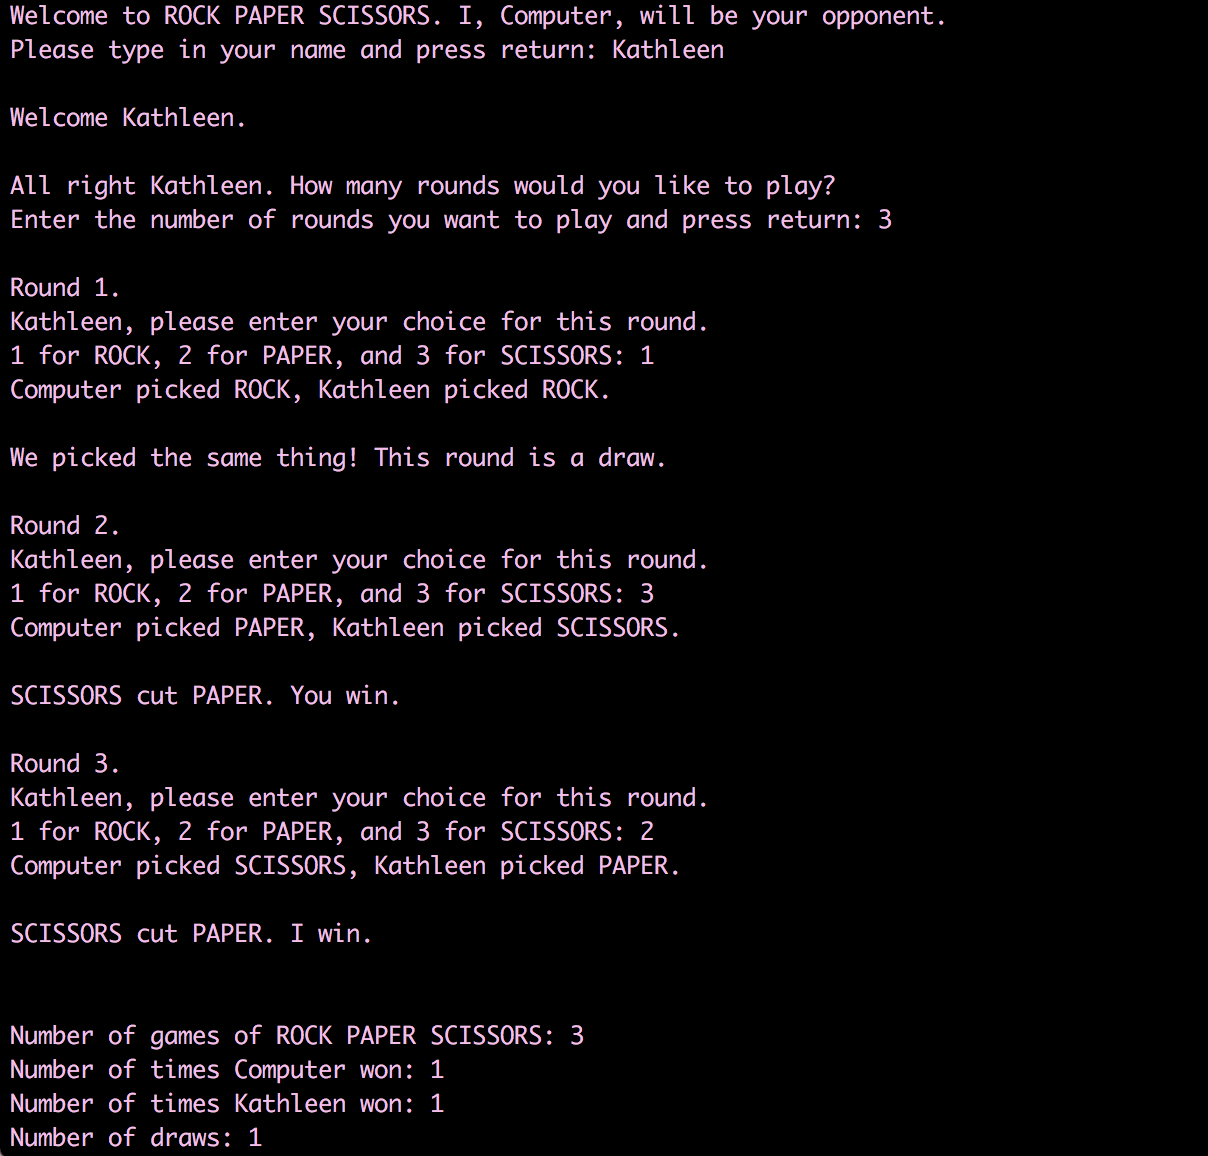 Welcome to ROCK PAPER SCISSORS. I, Computer, will be your opponent.
Please type in your name and press return: Kathleen
Welcome Kathleen.
All right Kathleen. How many rounds would you like to play?
Enter the number of rounds you want to play and press return: 3
Round 1.
Kathleen, please enter your choice for this round.
1 for ROCK, 2 for PAPER, and 3 for SCISSORS: 1
Computer picked ROCK, Kathleen picked ROCK.
We picked the same thing! This round is a draw.
Round 2.
Kathleen, please enter your choice for this round.
1 for ROCK, 2 for PAPER, and 3 for SCISSORS: 3
Computer picked PAPER, Kathleen picked SCISSORS.
SCISSORS cut PAPER. You win.
Round 3.
Kathleen, please enter your choice for this round.
1 for ROCK, 2 for PAPER, and 3 for SCISSORS: 2
Computer picked SCISSORS, Kathleen picked PAPER.
SCISSORS cut PAPER. I win.
Number of games of ROCK PAPER SCISSORS: 3
Number of times Computer won: 1
Number of times Kathleen won: 1
Number of draws: 1